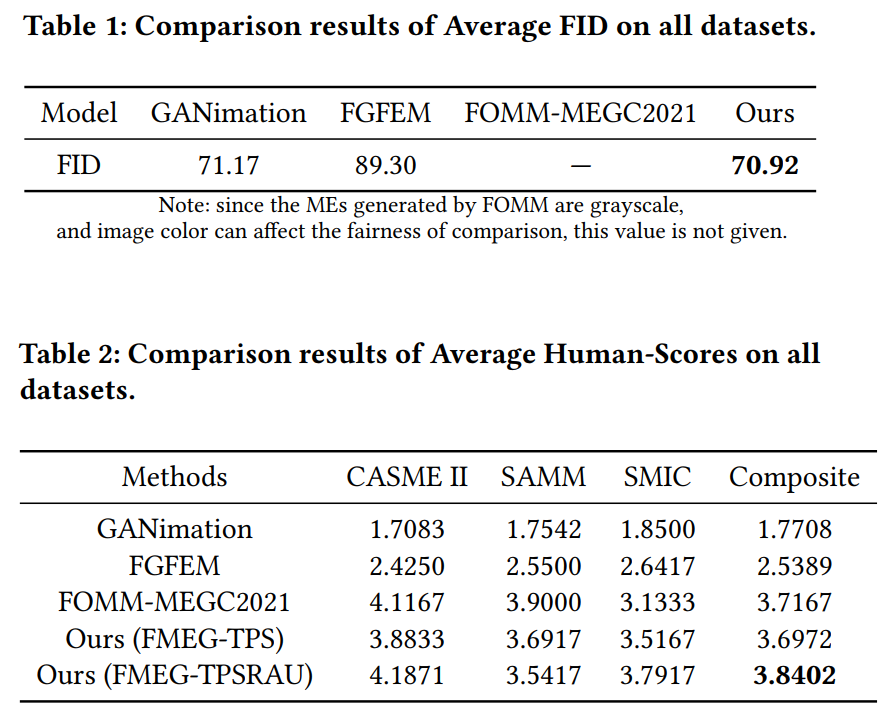 Table 1: Comparison results of Average FID on all datasets.
Model GANimation FGFEM FOMM-MEGC2021 Ours
FID 71.17 89.30 — 70.92
Note: since the MEs generated by FOMM are grayscale,
and image color can affect the fairness of comparison, this value is not given.
Table 2: Comparison results of Average Human-Scores on all
datasets.
Methods CASME II SAMM SMIC Composite
GANimation 1.7083 1.7542 1.8500 1.7708
FGFEM 2.4250 2.5500 2.6417 2.5389
FOMM-MEGC2021 4.1167 3.9000 3.1333 3.7167
Ours (FMEG-TPS) 3.8833 3.6917 3.5167 3.6972
Ours (FMEG-TPSRAU) 4.1871 3.5417 3.7917 3.8402